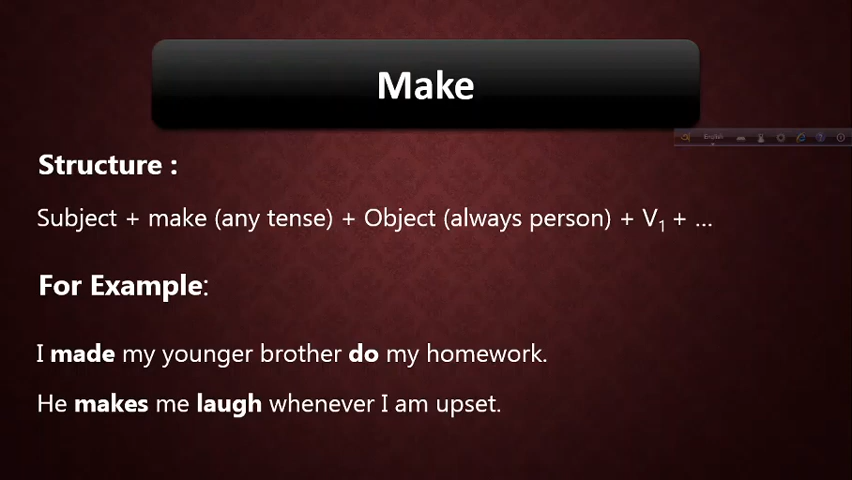 Make
English
Structure :
Subject + make (any tense) + Object (always person) + V₁ + ...
For Example:
I made my younger brother do my homework.
He makes me laugh whenever I am upset.